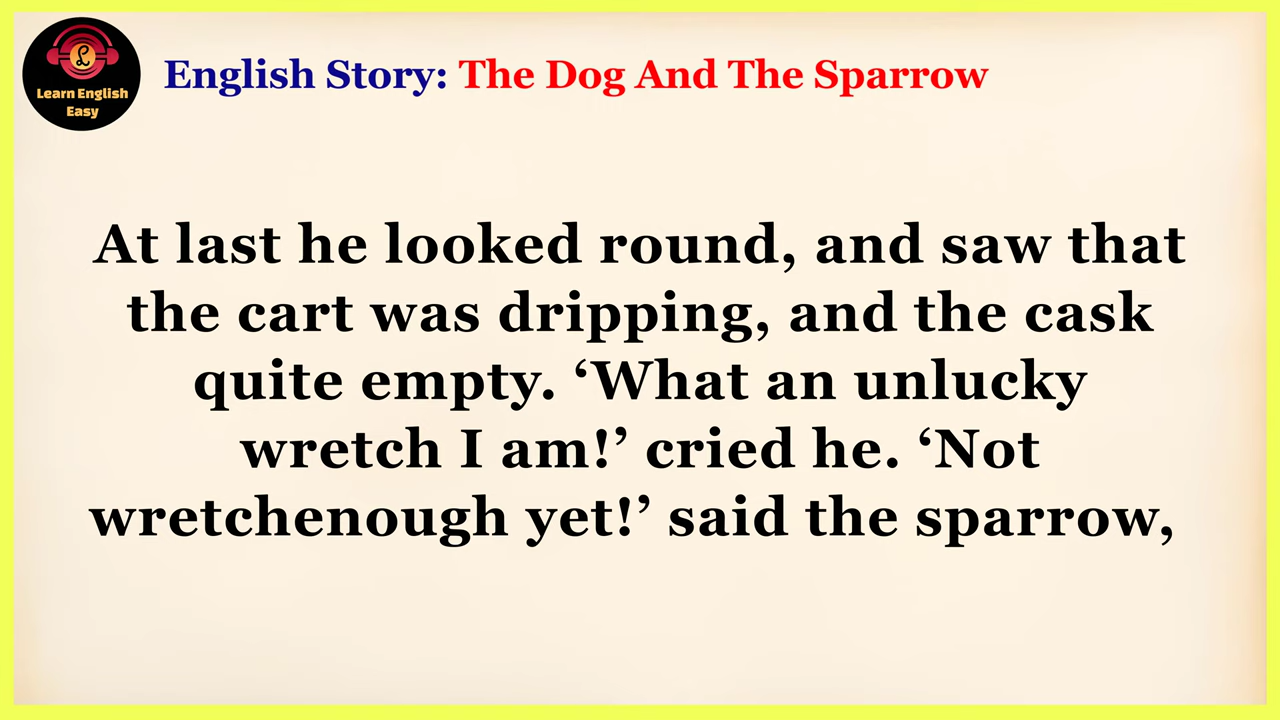 Learn English
Easy
English Story: The Dog And The Sparrow
At last he looked round, and saw that
the cart was dripping, and the cask
quite empty. ‘What an unlucky
wretch I am!’ cried he. ‘Not
wretchenough yet!’ said the sparrow,